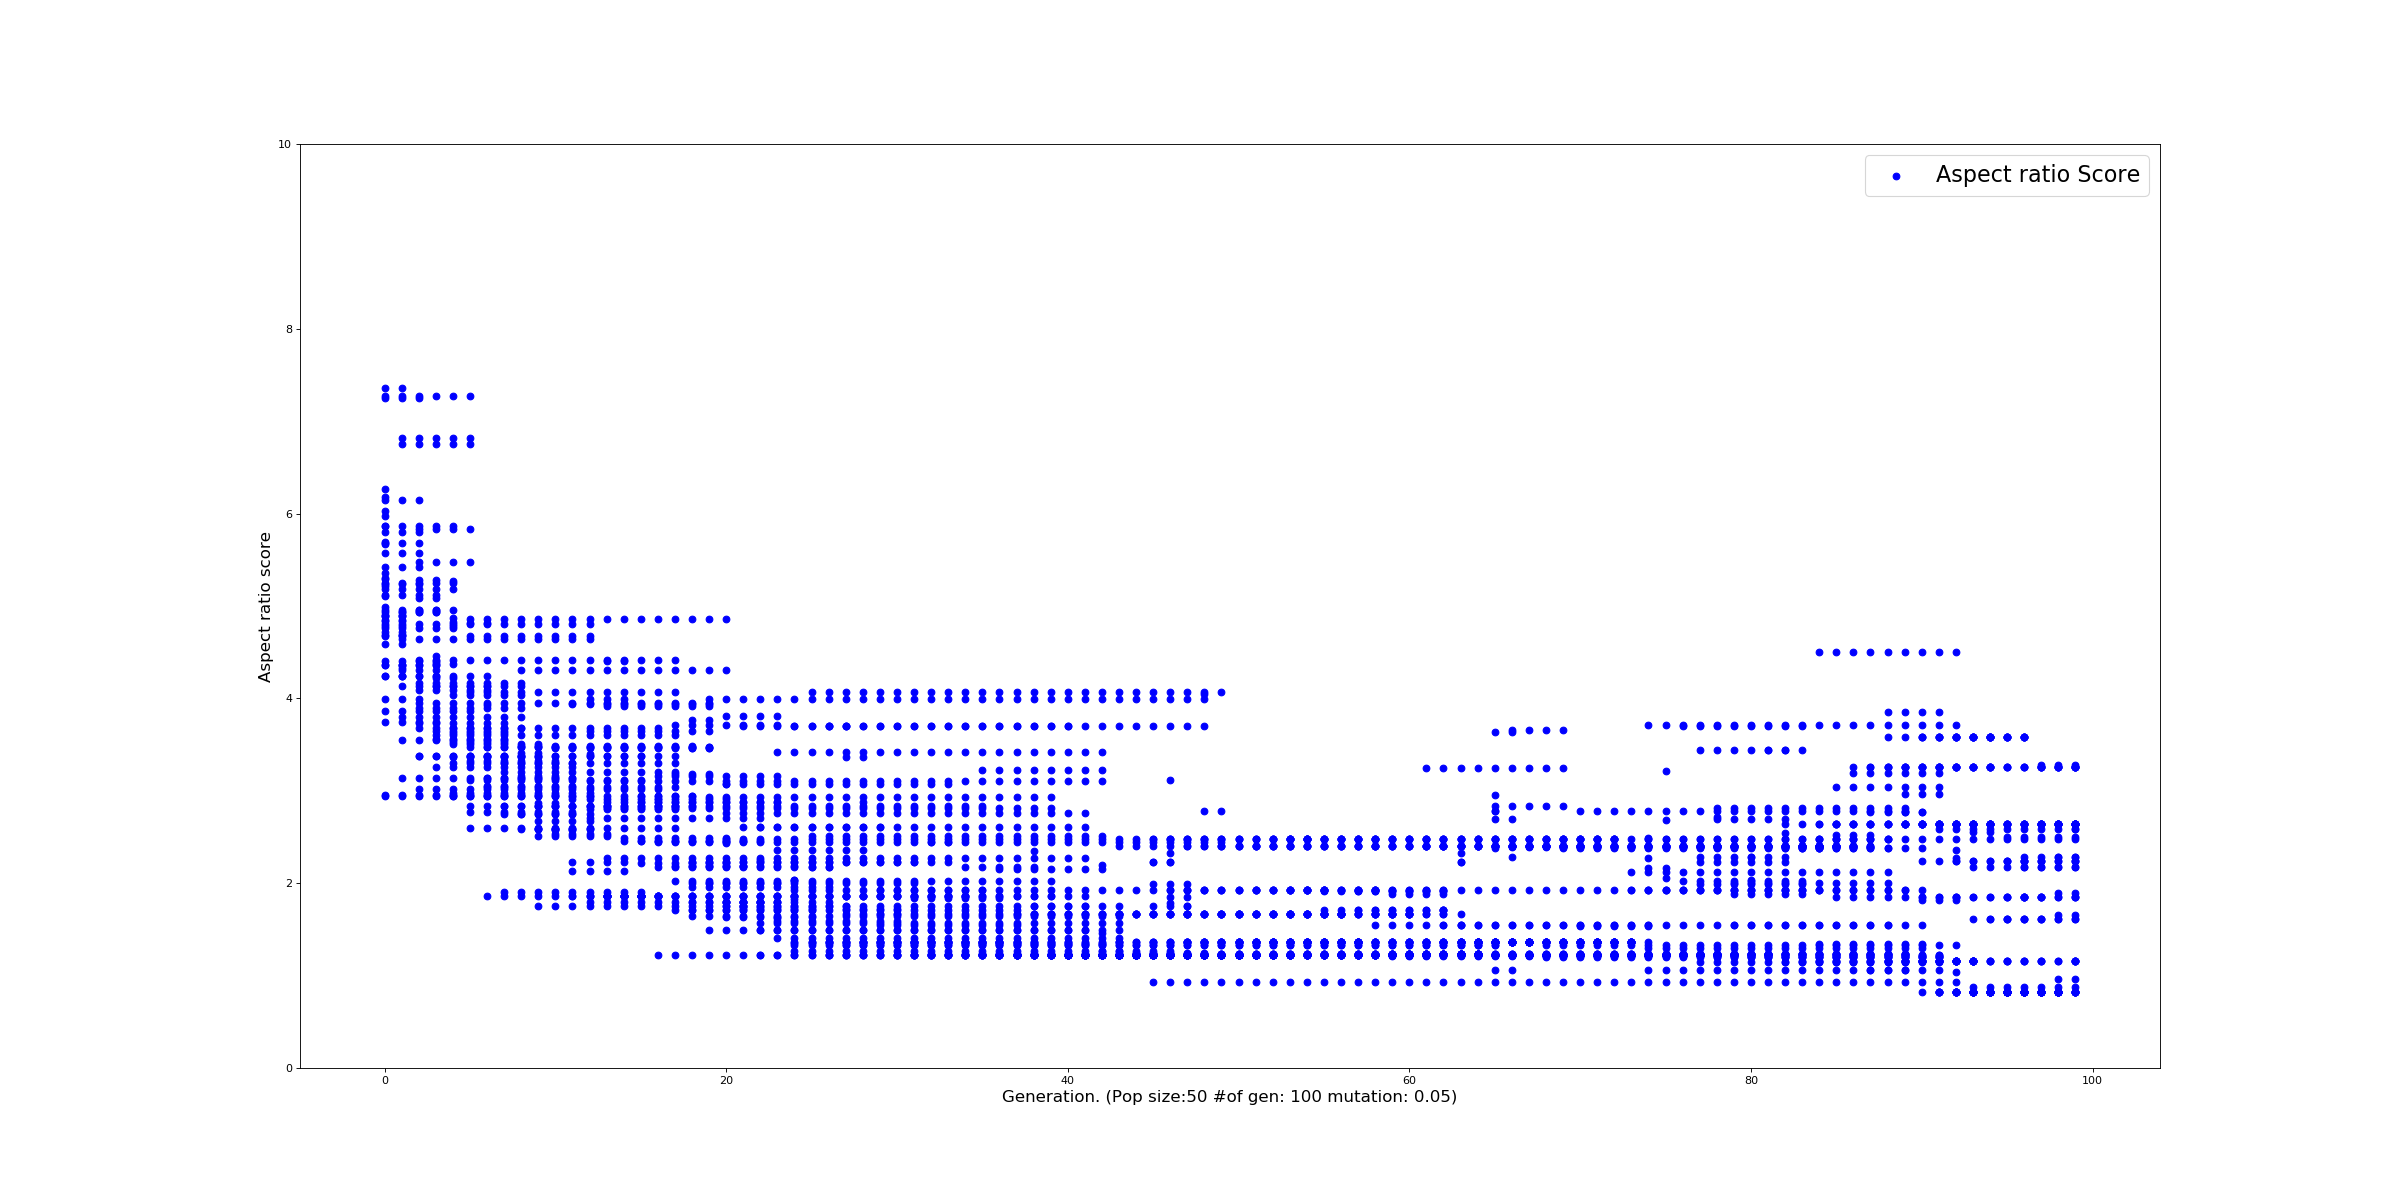 Aspect ratio Score
10
8
6
4
2
0
Aspect ratio score
0 20 40 60 80 100
Generation. (Pop size:50 #of gen: 100 mutation: 0.05)